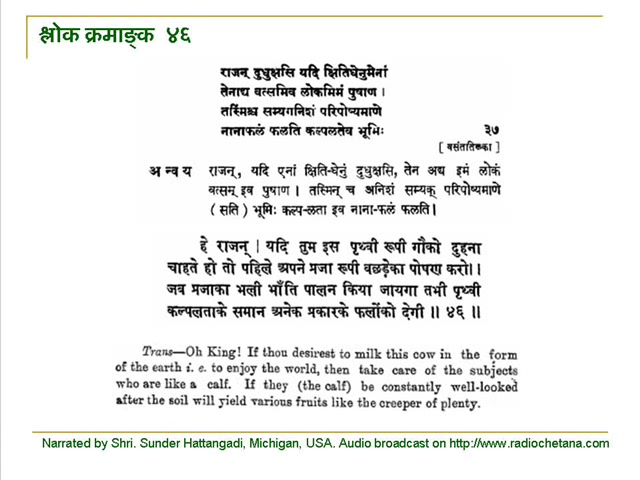 श्लोक क्रमाङ्क ४६
राजन् दुधुक्षसि यदि क्षितिधेनुमेनां
तेनाद्य वत्समिव लोकमिमं पुषाण ।
तस्मिंश्च सम्यगनिशं परिपोष्यमाणे
नानाफलं फलति कल्पलतेव भूमिः ३७
[ वसंततिलका ]
अन्वय राजन्, यदि एनां क्षिति-धेनुं दुधुक्षसि, तेन अद्य इमं लोकं
वत्सम् इव पुषाण । तस्मिन् च अनिशं सम्यक् परिपोष्यमाणे
( सति ) भूमिः कल्प-लता इव नाना-फलं फलति ।
हे राजन् । यदि तुम इस पृथ्वी रूपी गौको दुहना
चाहते हो तो पहिले अपने प्रजा रूपी बछड़ेका पोषण करो।।
जब प्रजाका भली भाँति पालन किया जायगा तभी पृथ्वी
कल्पलताके समान अनेक प्रकारके फलोंको देगी ॥ ४६ ॥
Trans—Oh King! If thou desirest to milk this cow in the form
of the earth i. e. to enjoy the world, then take care of the subjects
who are like a calf. If they (the calf) be constantly well-looked
after the soil will yield various fruits like the creeper of plenty.
Narrated by Shri. Sunder Hattangadi, Michigan, USA. Audio broadcast on http://www.radiochetana.com